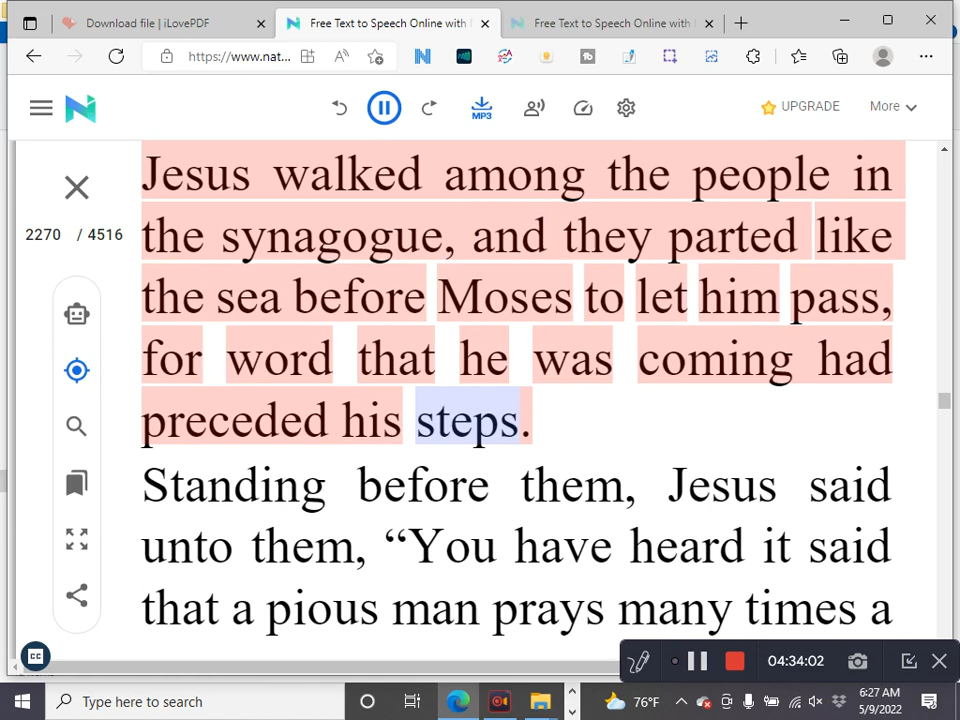 Download file | iLovePDF
Free Text to Speech Online with
Free Text to Speech Online with
https://www.nat...
MP3
UPGRADE
More
2270 / 4516
Jesus walked among the people in
the synagogue, and they parted like
the sea before Moses to let him pass,
for word that he was coming had
preceded his steps.
Standing before them, Jesus said
unto them, “You have heard it said
that a pious man prays many times a
CC
04:34:02
Type here to search
76°F
6:27 AM
5/9/2022